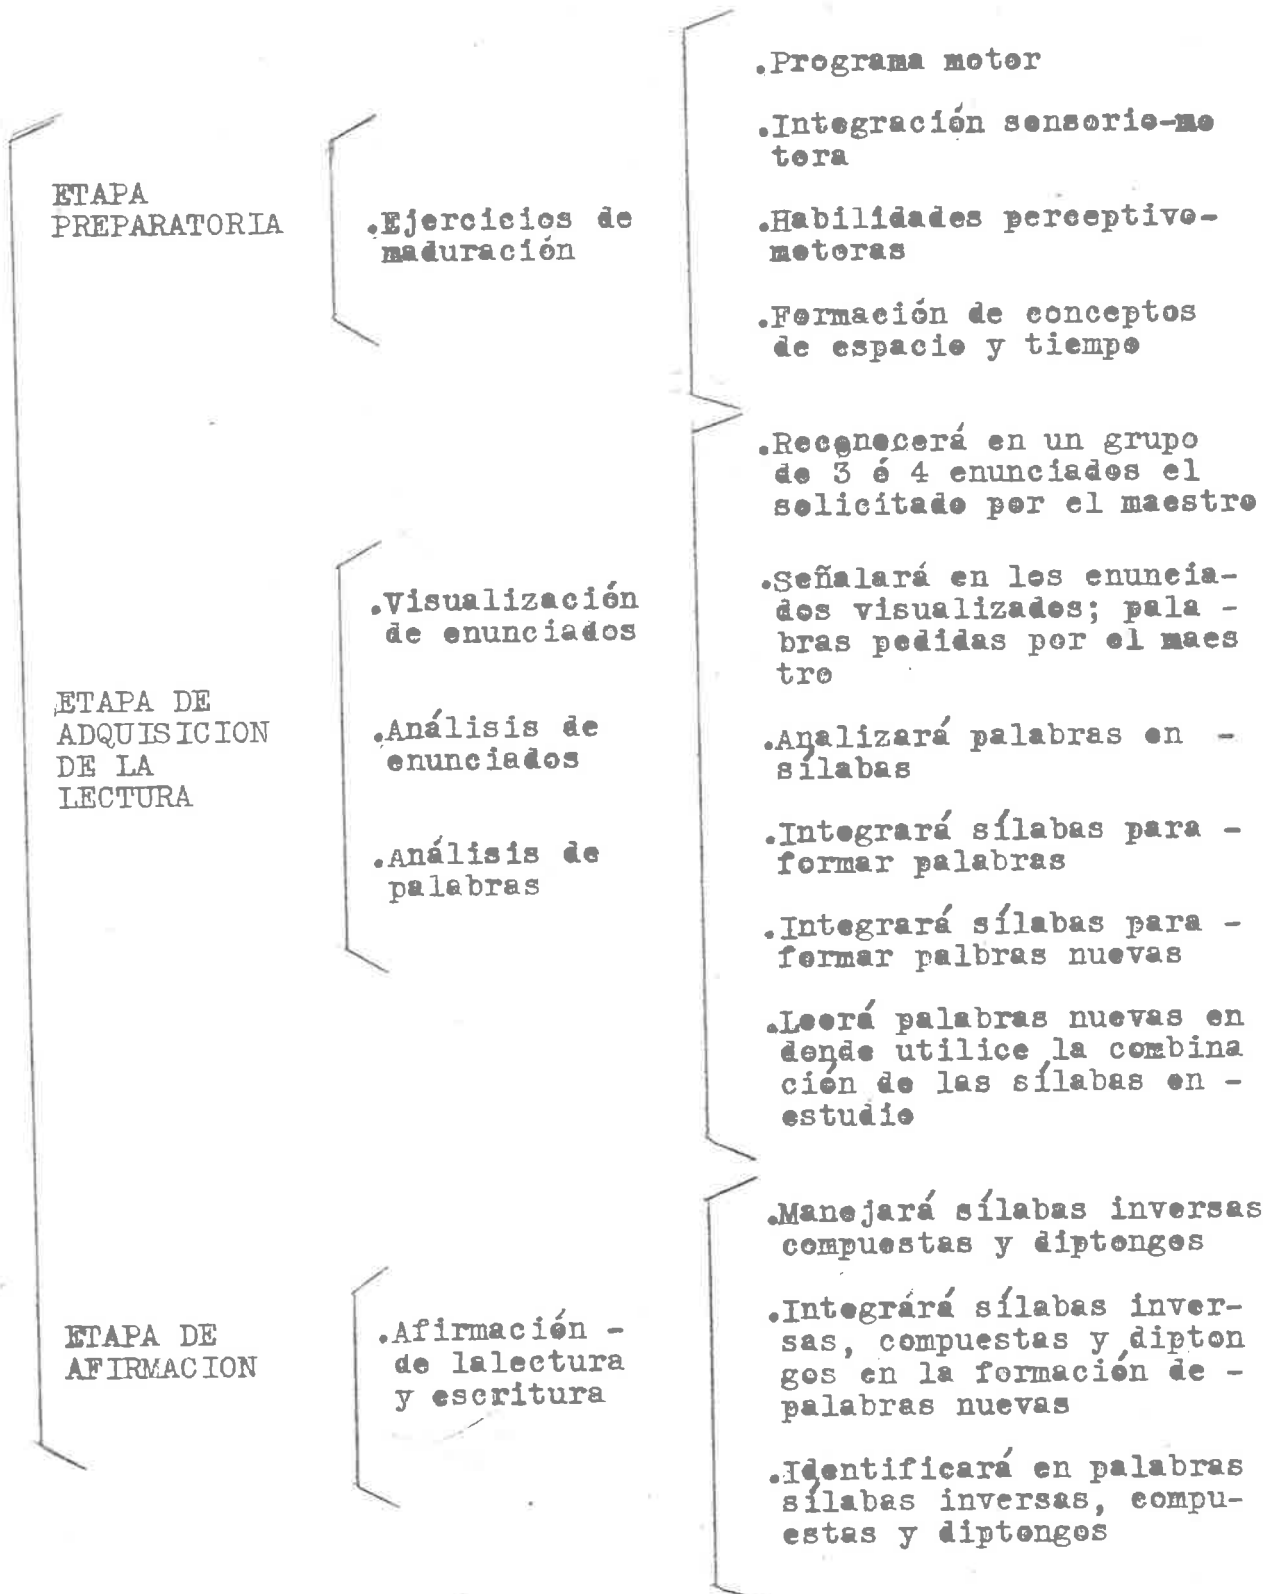 ETAPA
PREPARATORIA
.Ejercicios de
maduración
.Programa motor
.Integración sensorio-mo
tora
.Habilidades perceptivo-
motoras
.Formación de conceptos
de espacio y tiempo
ETAPA DE
ADQUISICION
DE LA
LECTURA
.Visualización
de enunciados
.Análisis de
enunciados
.Análisis de
palabras
.Reconocerá en un grupo
de 3 ó 4 enunciados el
solicitado por el maestro
.Señalará en los enuncia-
dos visualizados; pala -
bras pedidas por el maes
tro
.Analizará palabras en -
sílabas
.Integrará sílabas para -
formar palabras
.Integrará sílabas para -
formar palbras nuevas
.Leerá palabras nuevas en
donde utilice la combina
ción de las sílabas en -
estudio
ETAPA DE
AFIRMACION
.Afirmación -
de lalectura
y escritura
.Manejará sílabas inversas
compuestas y diptongos
.Integrárá sílabas inver-
sas, compuestas y dipton
gos en la formación de -
palabras nuevas
.Identificará en palabras
sílabas inversas, compu-
estas y diptongos